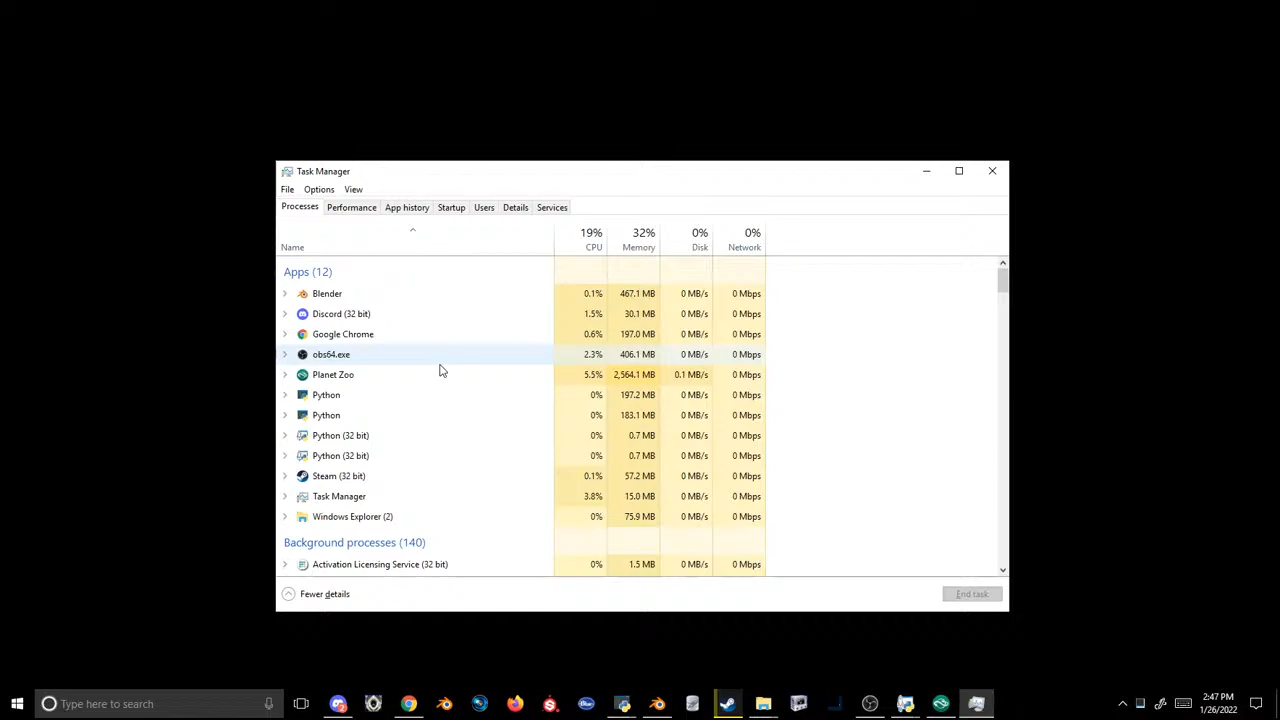 Task Manager
File Options View
Processes Performance App history Startup Users Details Services
19% 32% 0% 0%
Name CPU Memory Disk Network
Apps (12)
Blender 0.1% 467.1 MB 0 MB/s 0 Mbps
Discord (32 bit) 1.5% 30.1 MB 0 MB/s 0 Mbps
Google Chrome 0.6% 197.0 MB 0 MB/s 0 Mbps
obs64.exe 2.3% 406.1 MB 0 MB/s 0 Mbps
Planet Zoo 5.5% 2,564.1 MB 0.1 MB/s 0 Mbps
Python 0% 197.2 MB 0 MB/s 0 Mbps
Python 0% 183.1 MB 0 MB/s 0 Mbps
Python (32 bit) 0% 0.7 MB 0 MB/s 0 Mbps
Python (32 bit) 0% 0.7 MB 0 MB/s 0 Mbps
Steam (32 bit) 0.1% 57.2 MB 0 MB/s 0 Mbps
Task Manager 3.8% 15.0 MB 0 MB/s 0 Mbps
Windows Explorer (2) 0% 75.9 MB 0 MB/s 0 Mbps
Background processes (140)
Activation Licensing Service (32 bit) 0% 1.5 MB 0 MB/s 0 Mbps
Fewer details End task
Type here to search 2:47 PM
1/26/2022